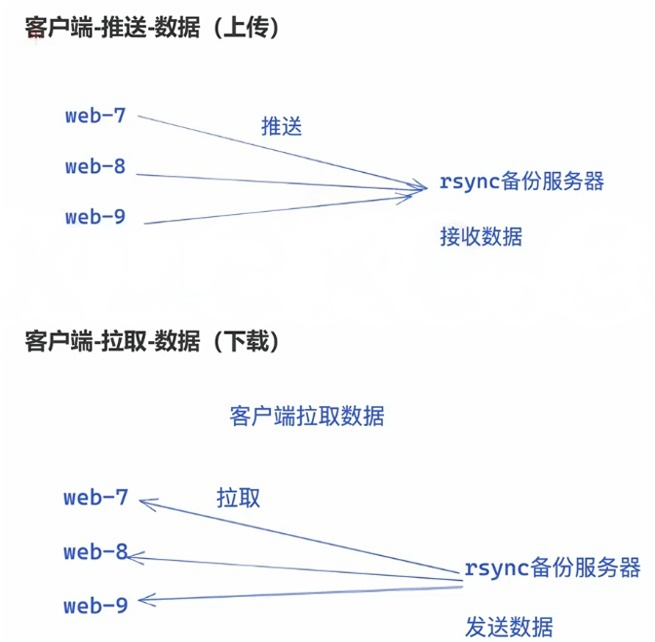 客户端-推送-数据（上传）
web-7
推送
web-8
rsync备份服务器
web-9
接收数据
客户端-拉取-数据（下载）
客户端拉取数据
web-7
拉取
web-8
rsync备份服务器
web-9
发送数据